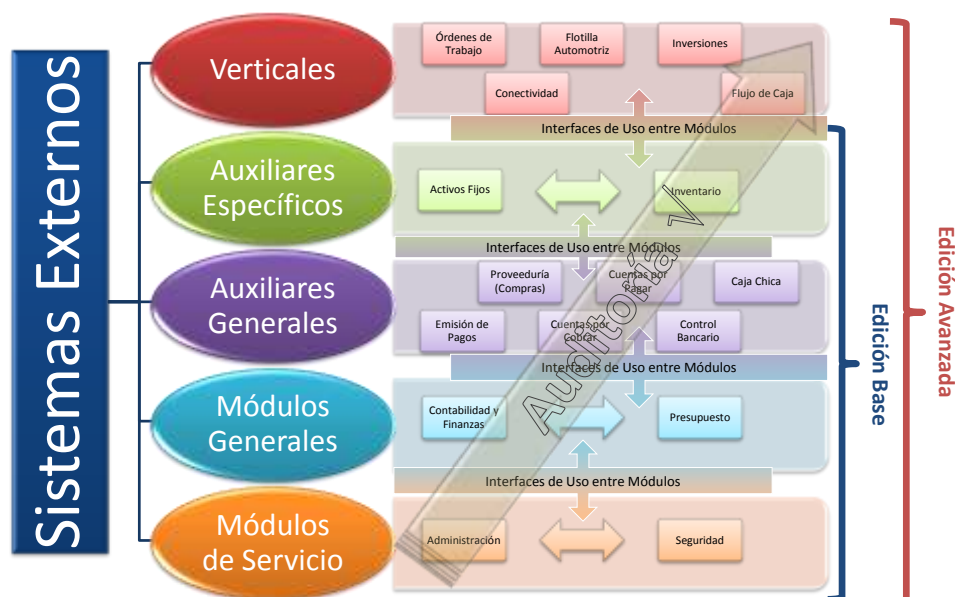 Sistemas Externos
Verticales
Órdenes de
Trabajo
Flotilla
Automotriz
Inversiones
Conectividad
Flujo de Caja
Interfaces de Uso entre Módulos
Auxiliares
Específicos
Activos Fijos
Inventario
Interfaces de Uso entre Módulos
Auxiliares
Generales
Proveeduría
(Compras)
Cuentas por
Pagar
Caja Chica
Emisión de
Pagos
Cuentas por
Cobrar
Control
Bancario
Interfaces de Uso entre Módulos
Módulos
Generales
Contabilidad y
Finanzas
Presupuesto
Interfaces de Uso entre Módulos
Módulos
de Servicio
Administración
Seguridad
Auditoría V
Edición Base
Edición Avanzada